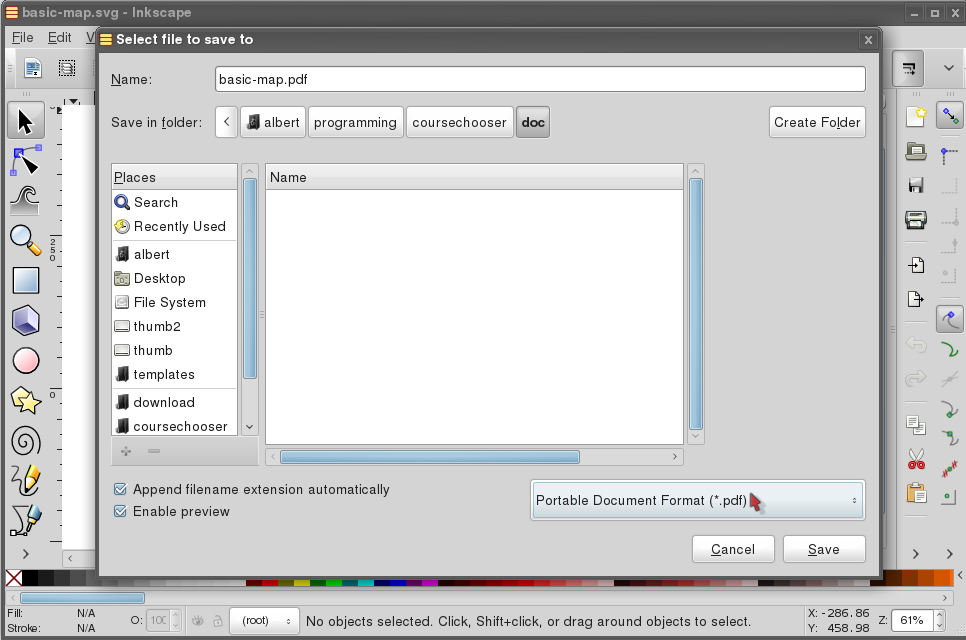 basic-map.svg - Inkscape
File Edit V
Select file to save to
Name: basic-map.pdf
Save in folder: < albert programming coursechooser doc Create Folder
Places Name
Search
Recently Used
albert
Desktop
File System
thumb2
thumb
templates
download
coursechooser
250
0
Append filename extension automatically
Enable preview
Portable Document Format (*.pdf)
Cancel Save
Fill: N/A
Stroke: N/A
O: 100
(root)
No objects selected. Click, Shift+click, or drag around objects to select.
X: -286.86
Y: 458.98
Z: 61%